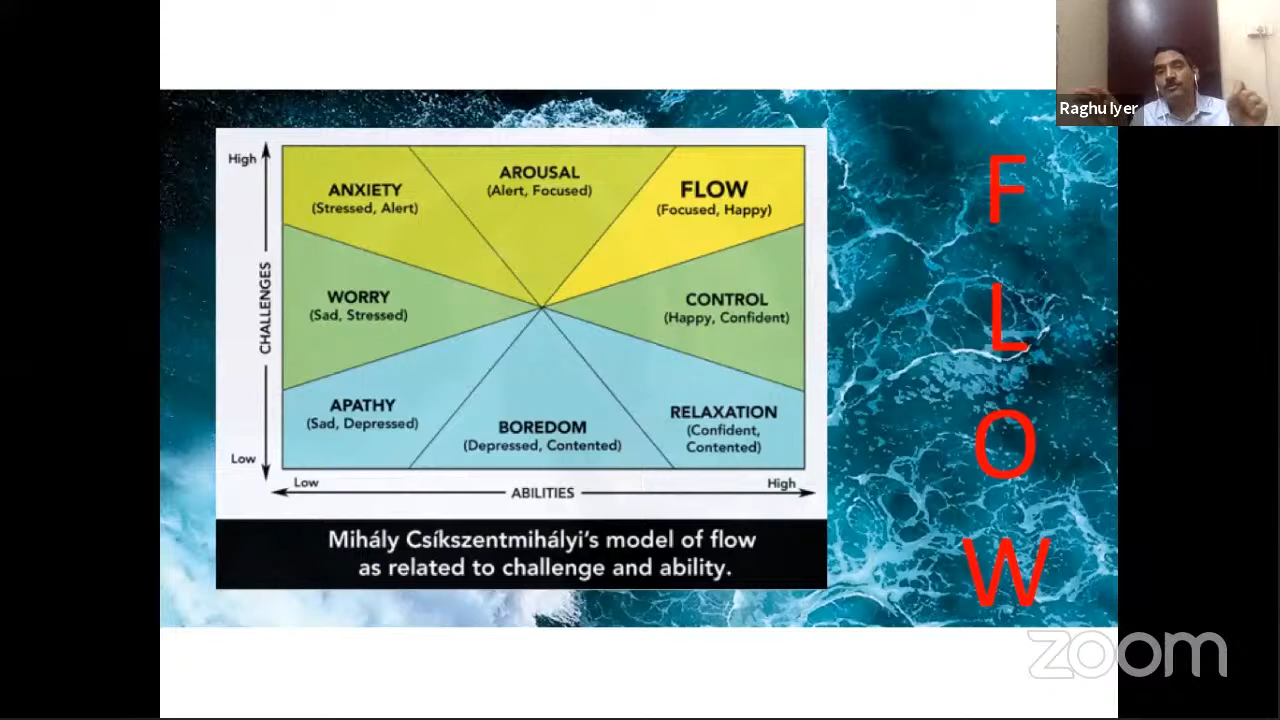 Raghu Iyer
High
ANXIETY
(Stressed, Alert)
AROUSAL
(Alert, Focused)
FLOW
(Focused, Happy)
WORRY
(Sad, Stressed)
CONTROL
(Happy, Confident)
CHALLENGES
APATHY
(Sad, Depressed)
BOREDOM
(Depressed, Contented)
RELAXATION
(Confident,
Contented)
Low
Low
ABILITIES
High
Mihály Csíkszentmihályi's model of flow
as related to challenge and ability.
F
L
O
W
zoom